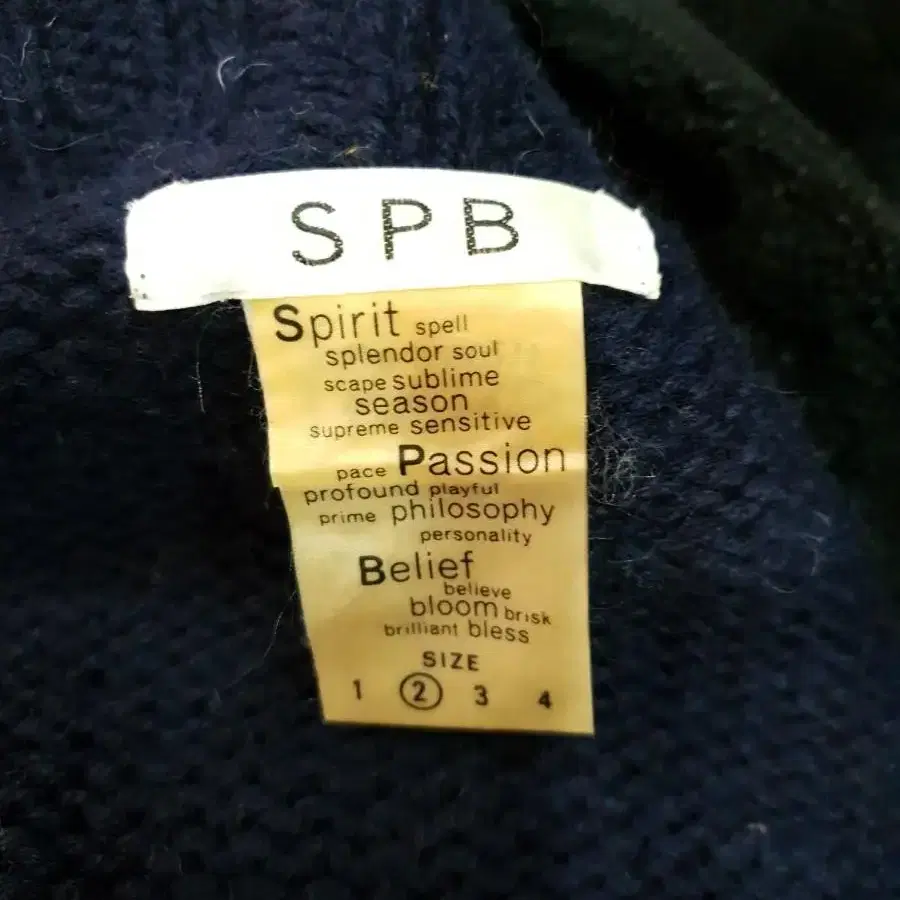 SPB
Spirit spell
splendor soul
scape sublime
season
supreme sensitive
pace Passion
profound playful
prime philosophy
personality
Belief
believe
bloom brisk
brilliant bless
SIZE
1 2 3 4